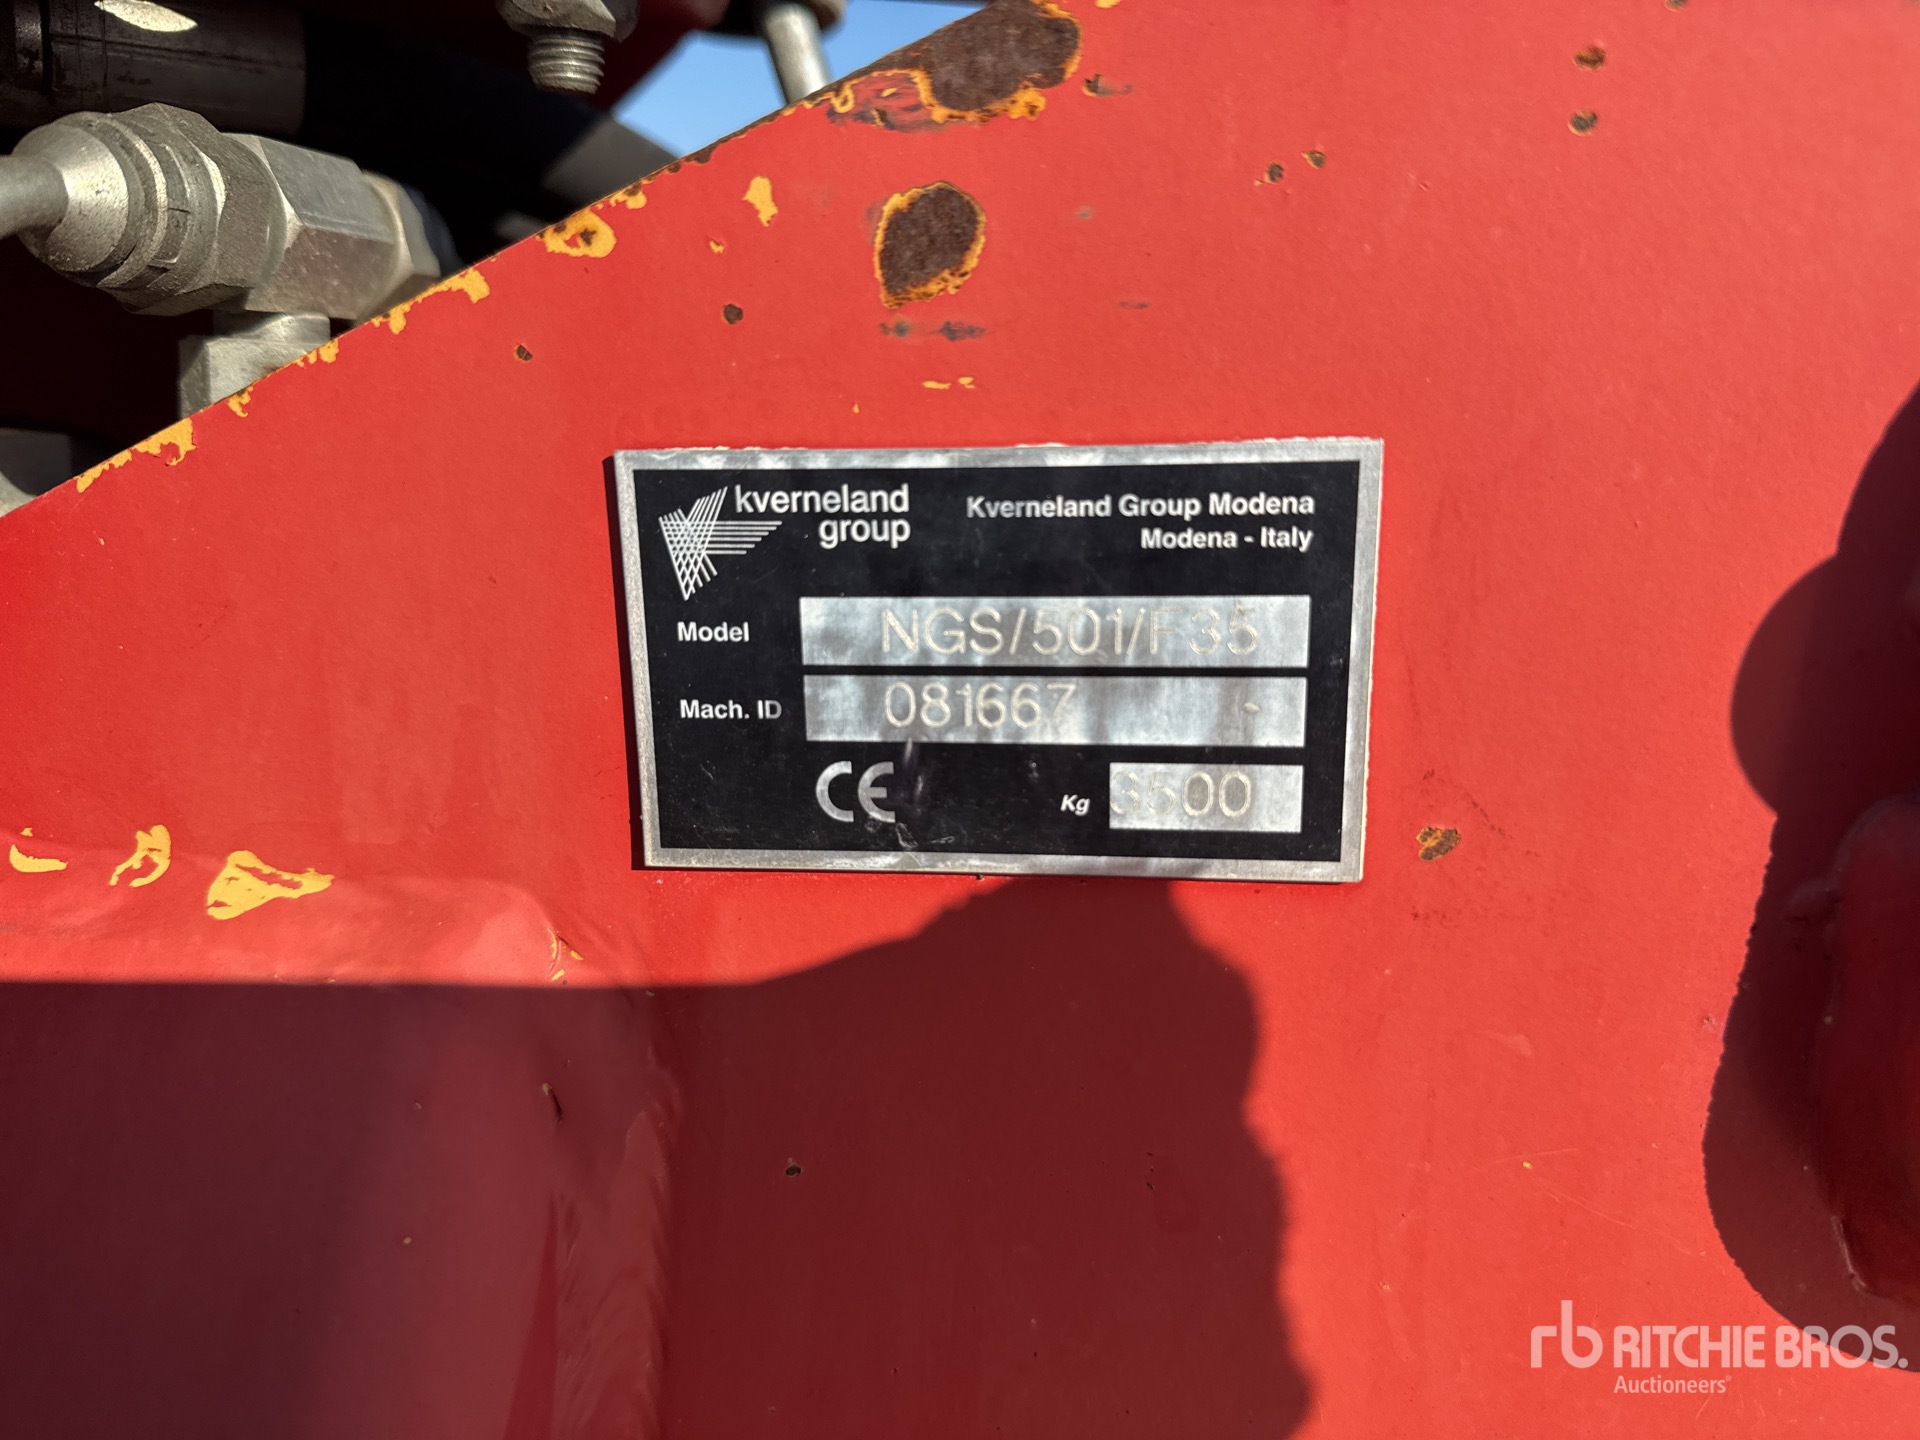 kverneland
group
Kverneland Group Modena
Modena - Italy
Model NGS/501/F35
Mach. ID 081667 -
CE Kg 3500
rb RITCHIE BROS.
Auctioneers